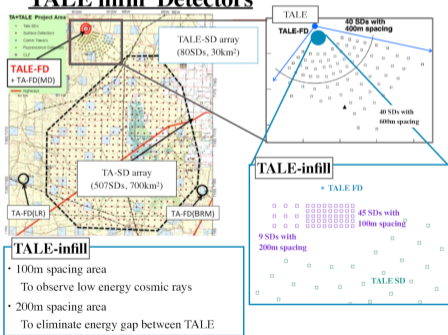 TALE infill Detectors
TA+TALE Project Area
TALE-FD
+ TA-FD(MD)
TALE-SD array
(80SDs, 30km²)
TA-SD array
(507SDs, 700km²)
TA-FD(LR)
TA-FD(BRM)
TALE
TALE-FD
40 SDs with
400m spacing
40 SDs with
600m spacing
TALE-infill
TALE FD
45 SDs with
100m spacing
9 SDs with
200m spacing
TALE SD
TALE-infill
・100m spacing area
To observe low energy cosmic rays
・200m spacing area
To eliminate energy gap between TALE